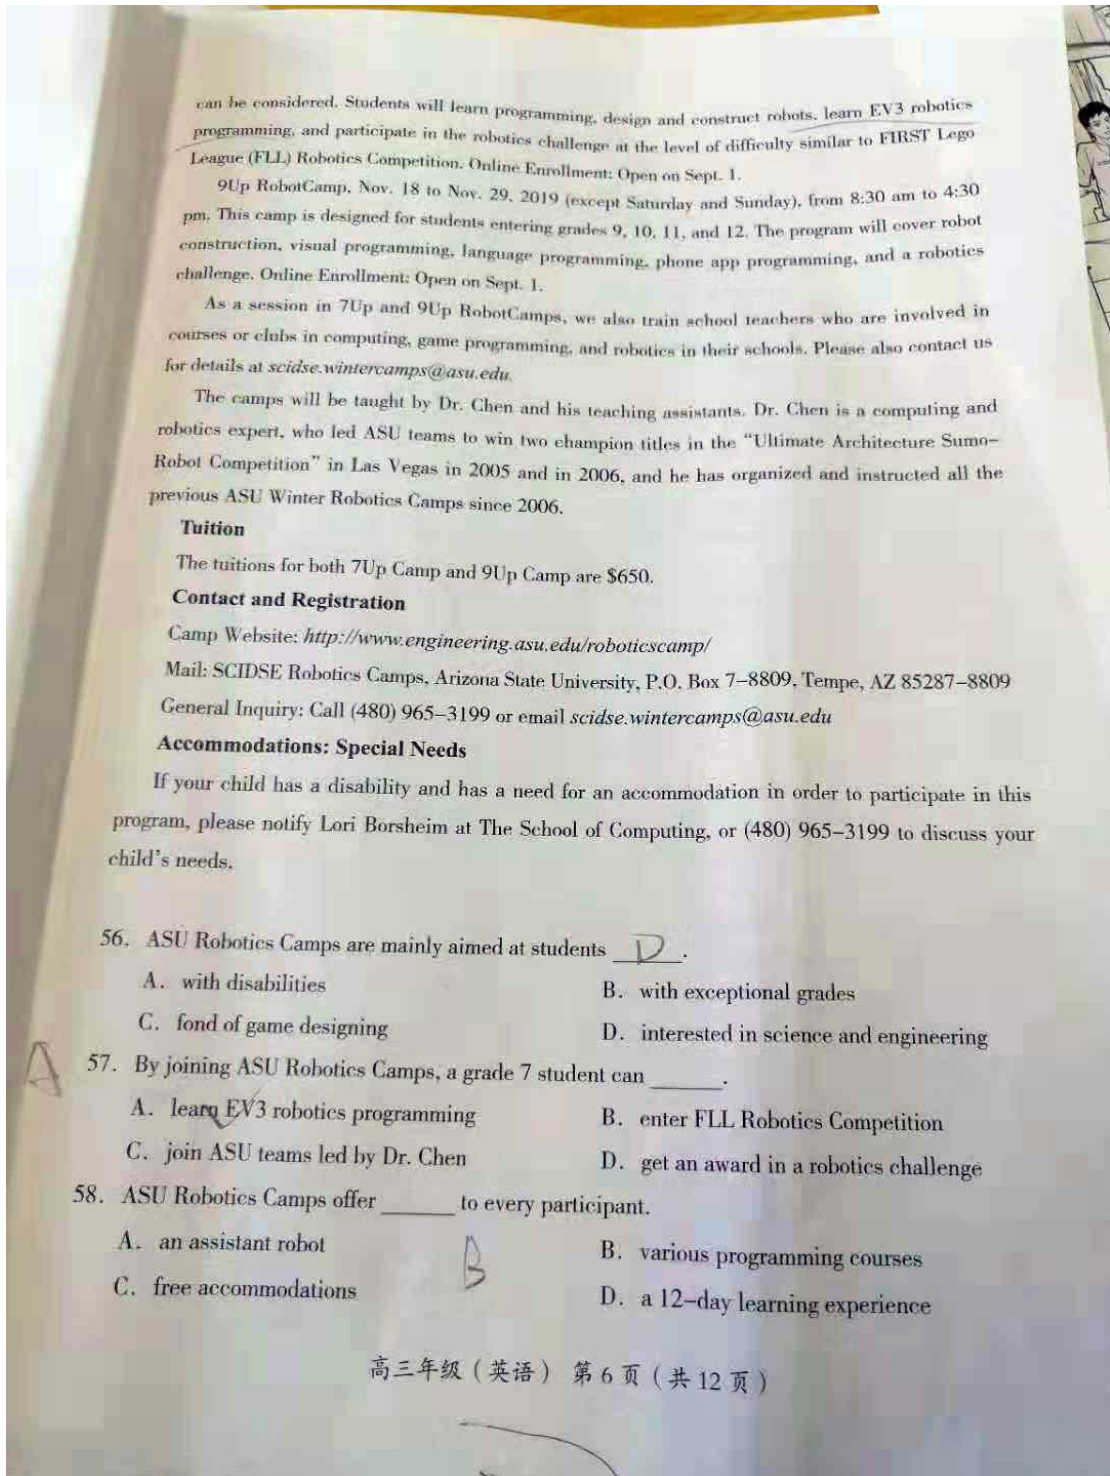 can be considered. Students will learn programming, design and construct robots, learn EV3 robotics
programming, and participate in the robotics challenge at the level of difficulty similar to FIRST Lego
League (FLL) Robotics Competition. Online Enrollment: Open on Sept. 1.
9Up RobotCamp, Nov. 18 to Nov. 29, 2019 (except Saturday and Sunday), from 8:30 am to 4:30
pm. This camp is designed for students entering grades 9, 10, 11, and 12. The program will cover robot
construction, visual programming, language programming, phone app programming, and a robotics
challenge. Online Enrollment: Open on Sept. 1.
As a session in 7Up and 9Up RobotCamps, we also train school teachers who are involved in
courses or clubs in computing, game programming, and robotics in their schools. Please also contact us
for details at scidse.wintercamps@asu.edu.
The camps will be taught by Dr. Chen and his teaching assistants. Dr. Chen is a computing and
robotics expert, who led ASU teams to win two champion titles in the “Ultimate Architecture Sumo–
Robot Competition” in Las Vegas in 2005 and in 2006, and he has organized and instructed all the
previous ASU Winter Robotics Camps since 2006.
Tuition
The tuitions for both 7Up Camp and 9Up Camp are $650.
Contact and Registration
Camp Website: http://www.engineering.asu.edu/roboticscamp/
Mail: SCIDSE Robotics Camps, Arizona State University, P.O. Box 7–8809, Tempe, AZ 85287–8809
General Inquiry: Call (480) 965–3199 or email scidse.wintercamps@asu.edu
Accommodations: Special Needs
If your child has a disability and has a need for an accommodation in order to participate in this
program, please notify Lori Borsheim at The School of Computing, or (480) 965–3199 to discuss your
child's needs.
56. ASU Robotics Camps are mainly aimed at students D.
A. with disabilities B. with exceptional grades
C. fond of game designing D. interested in science and engineering
A 57. By joining ASU Robotics Camps, a grade 7 student can ______.
A. learn EV3 robotics programming B. enter FLL Robotics Competition
C. join ASU teams led by Dr. Chen D. get an award in a robotics challenge
58. ASU Robotics Camps offer ______ to every participant.
A. an assistant robot B. various programming courses
B
C. free accommodations D. a 12–day learning experience
高三年级（英语） 第 6 页（共 12 页）